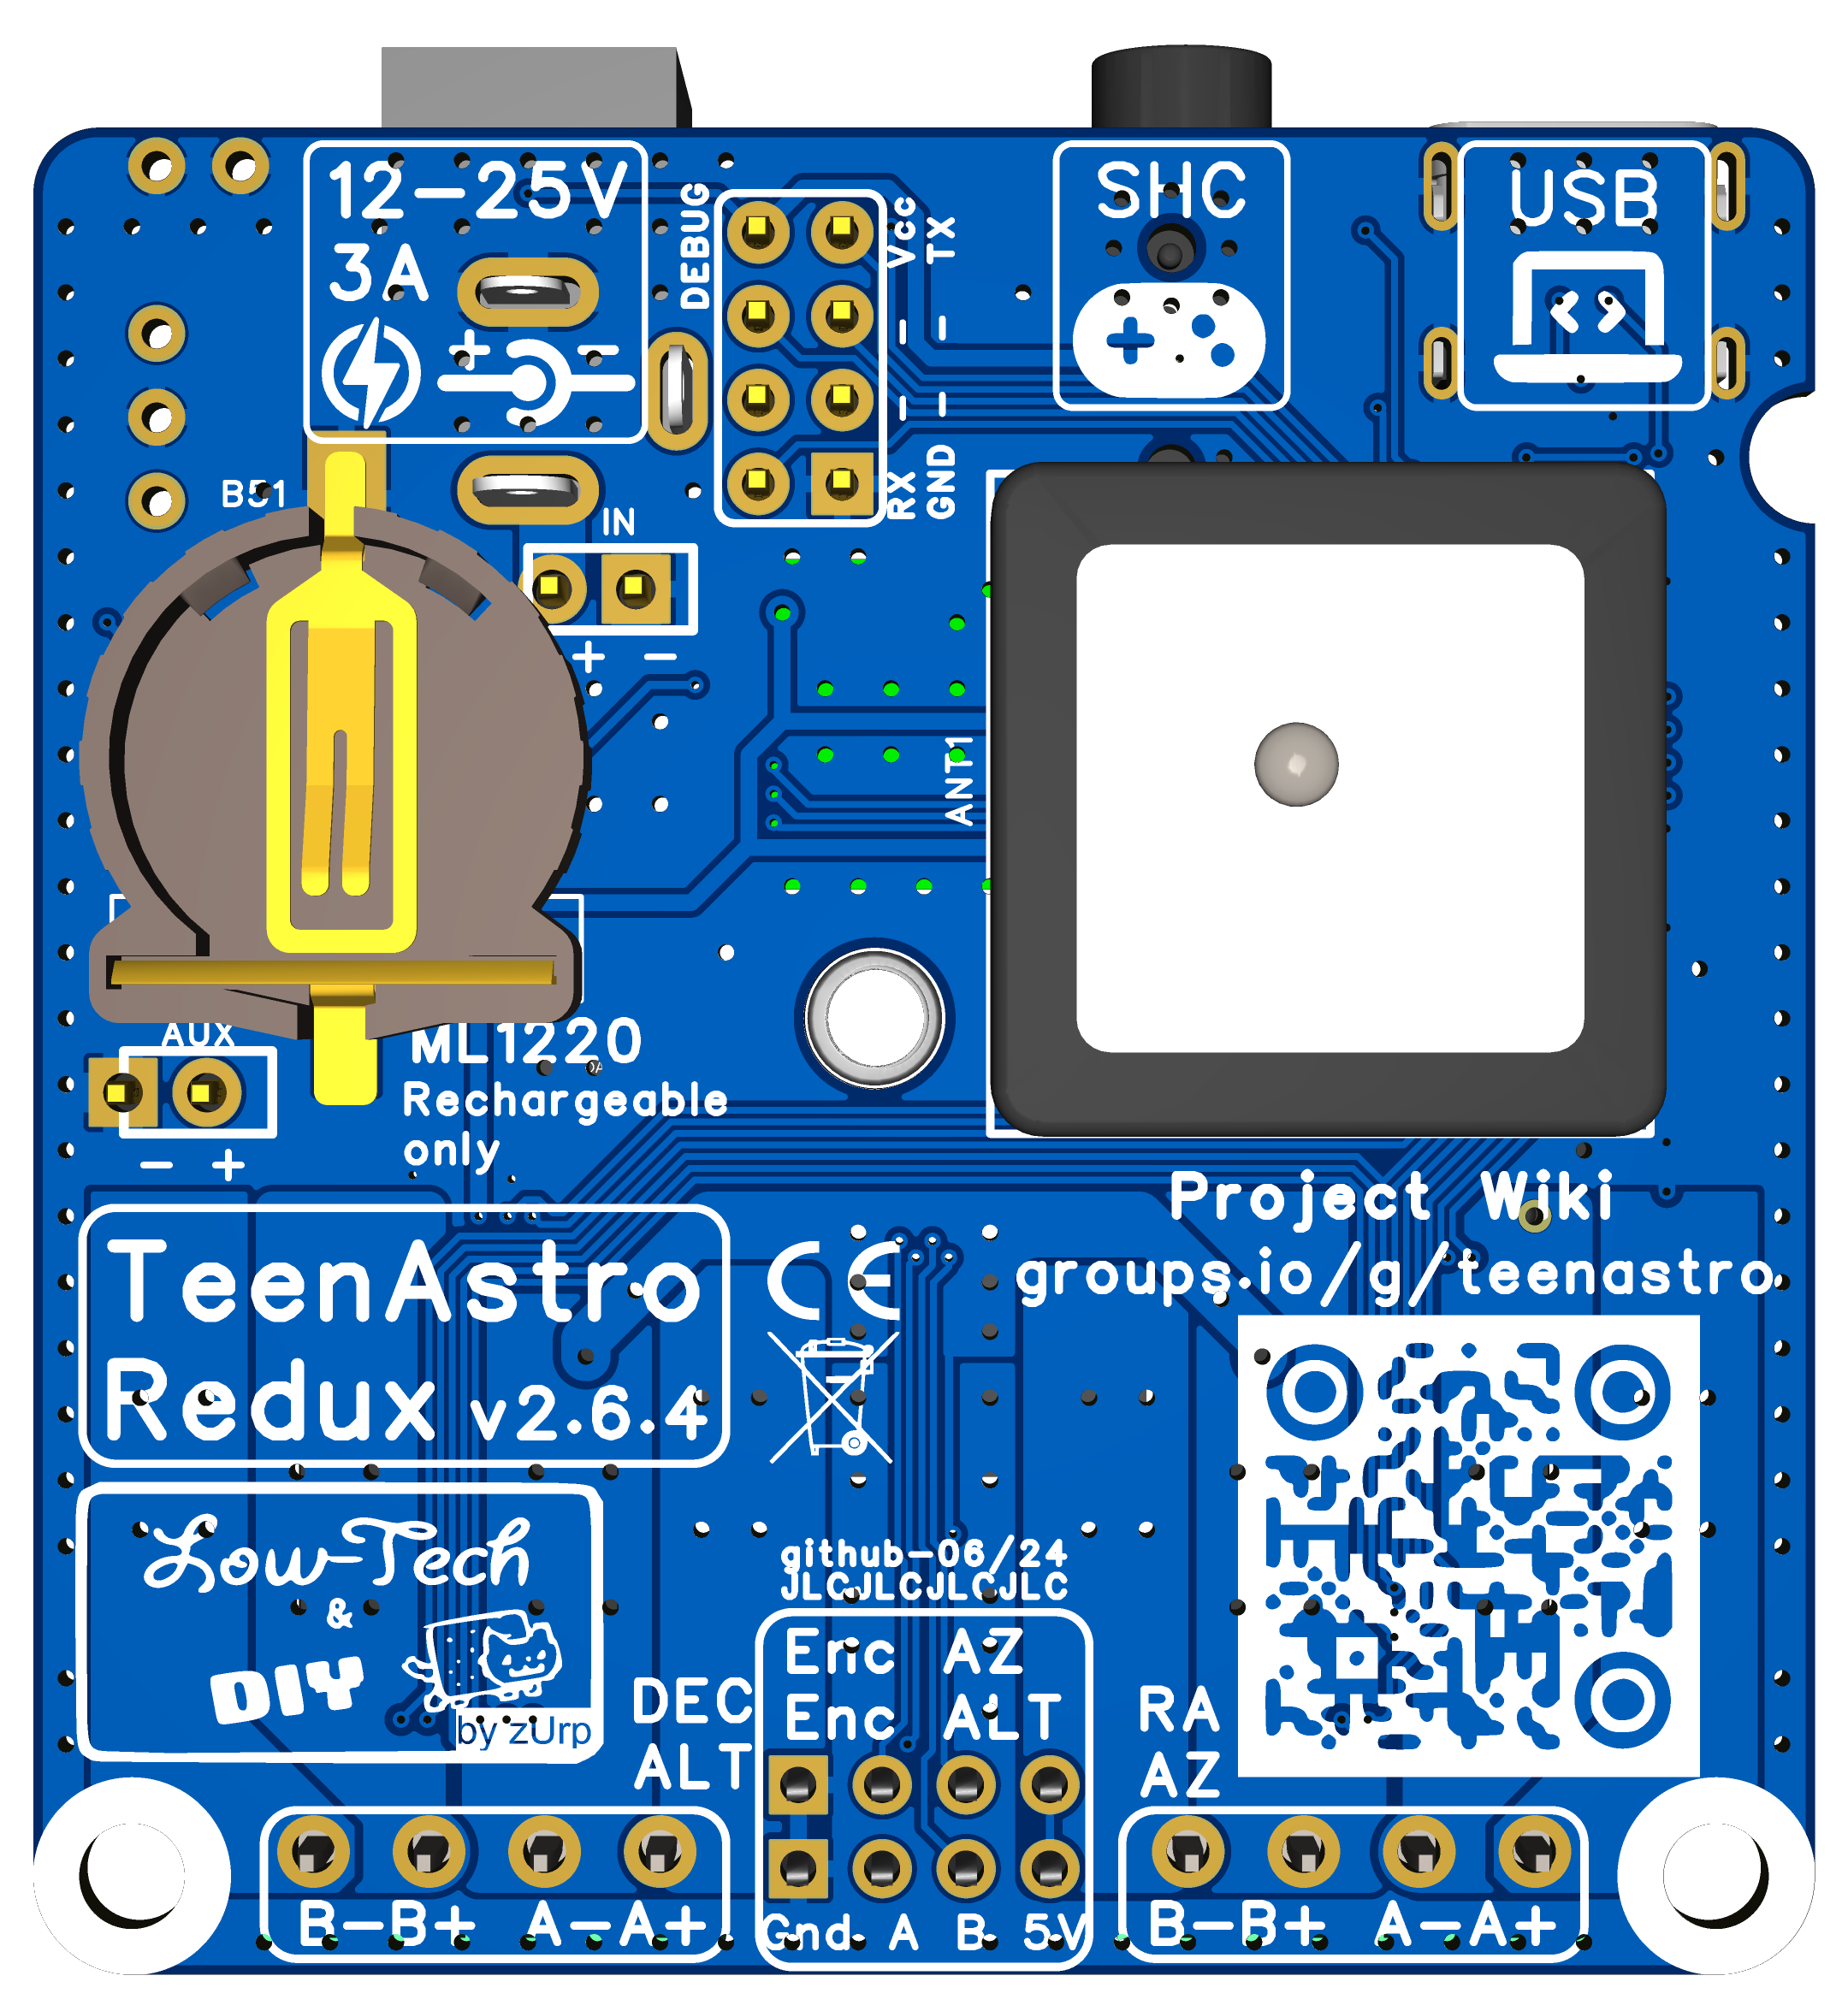 12-25V
3A
+ -
DEBUG
Vcc
TX
- -
- -
RX
GND
SHC
USB
B51
IN
+ -
ANT1
AUX
- +
ML1220
Rechargeable
only
Project Wiki
groups.io/g/teenastro
TeenAstro
Redux v2.6.4
CE
Low-Tech
&
DIY
by zUrp
github-06/24
JLCJLCJLCJLC
Enc AZ
Enc ALT
DEC
ALT
RA
AZ
B-B+ A-A+
Gnd A B 5V
B-B+ A-A+